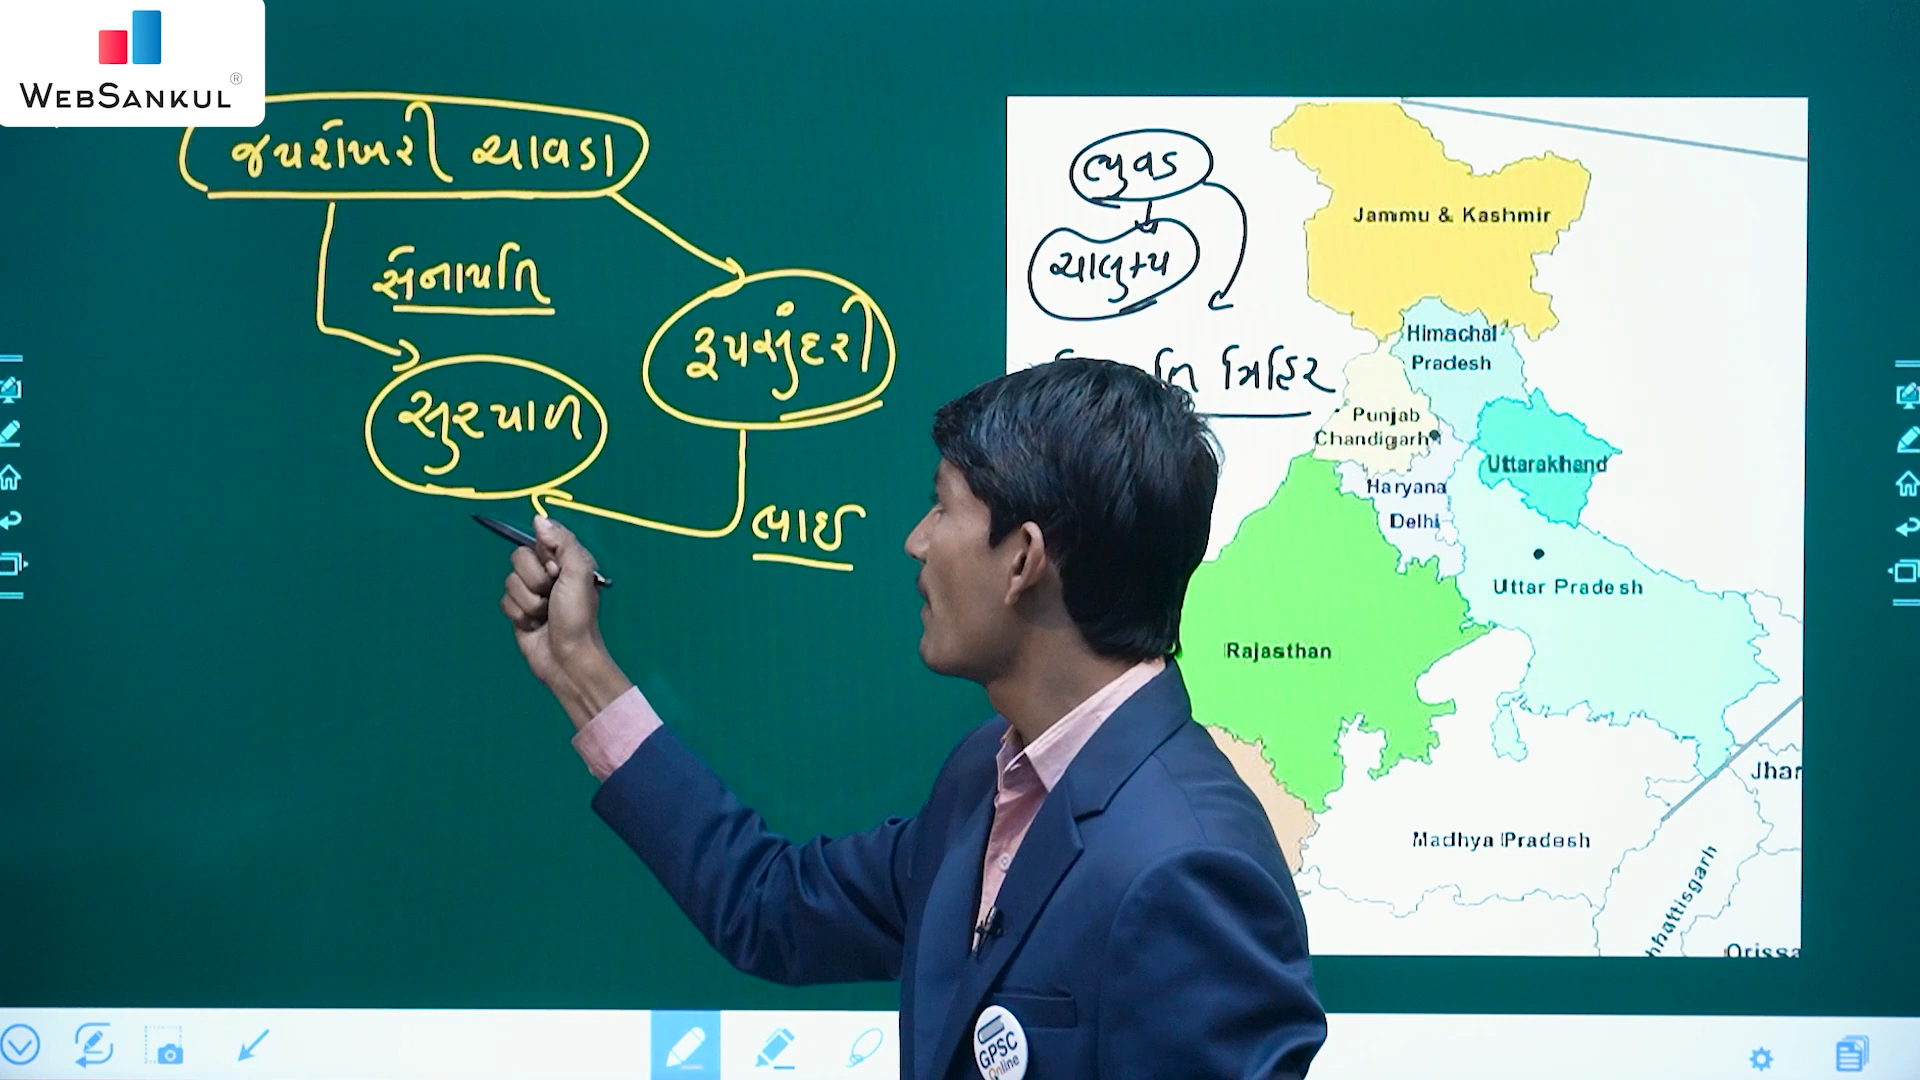 WEBSANKUL®
જયશેખરી ચાવડા
સેનાપતિ
રૂપસુંદરી
સુરપાળ
ભાઈ
ભુવડ
ચાલુક્ય
મિહિર
Jammu & Kashmir
Himachal
Pradesh
Punjab
Chandigarh
Uttarakhand
Haryana
Delhi
Uttar Pradesh
Rajasthan
Jhar
Madhya Pradesh
hhattisgarh
Orissa
GPSC
Online